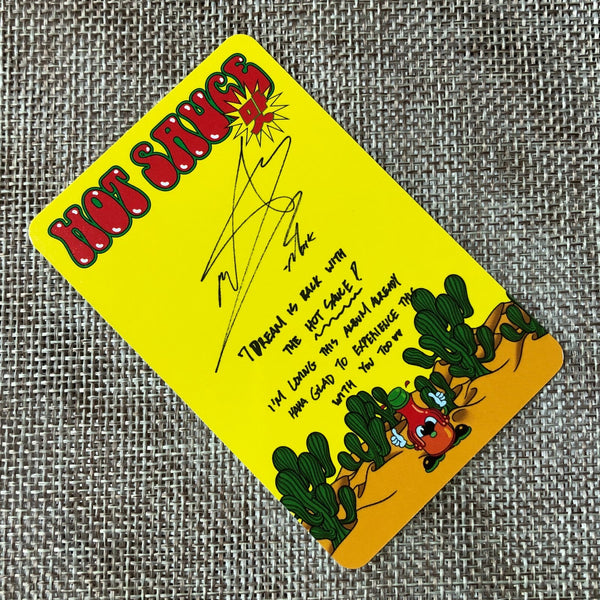 HOT SAUCE
Mark
7 DREAM IS BACK WITH
THE HOT SAUCE!
I'M LOVING THIS ALBUM ALREADY
HAHA GLAD TO EXPERIENCE THIS
WITH YOU TOO